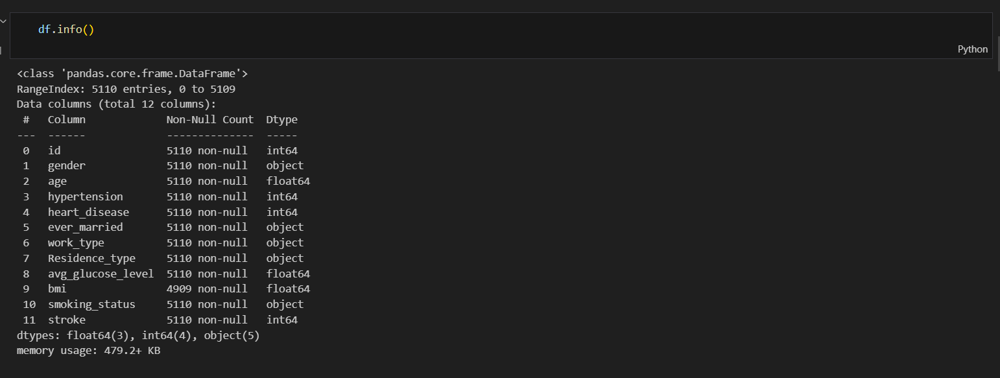 df.info()
Python
<class 'pandas.core.frame.DataFrame'>
RangeIndex: 5110 entries, 0 to 5109
Data columns (total 12 columns):
 #   Column             Non-Null Count  Dtype
---  ------             --------------  -----
 0   id                 5110 non-null   int64
 1   gender             5110 non-null   object
 2   age                5110 non-null   float64
 3   hypertension       5110 non-null   int64
 4   heart_disease      5110 non-null   int64
 5   ever_married       5110 non-null   object
 6   work_type          5110 non-null   object
 7   Residence_type     5110 non-null   object
 8   avg_glucose_level  5110 non-null   float64
 9   bmi                4909 non-null   float64
 10  smoking_status     5110 non-null   object
 11  stroke             5110 non-null   int64
dtypes: float64(3), int64(4), object(5)
memory usage: 479.2+ KB